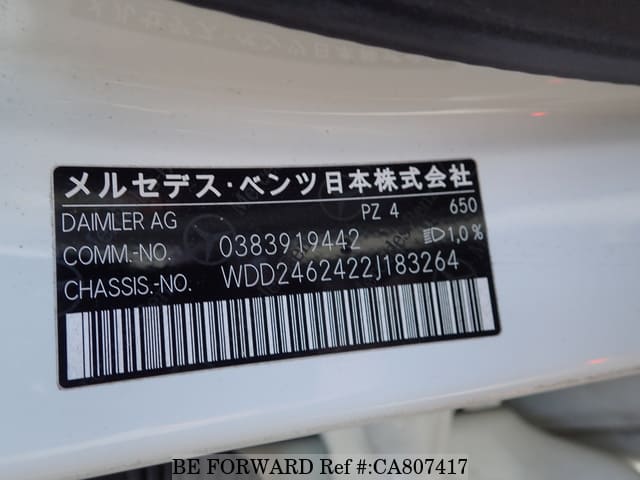 メルセデス・ベンツ日本株式会社
DAIMLER AG PZ 4 650
COMM.-NO. 0383919442 1,0 %
CHASSIS.-NO. WDD2462422J183264
BE FORWARD Ref #:CA807417